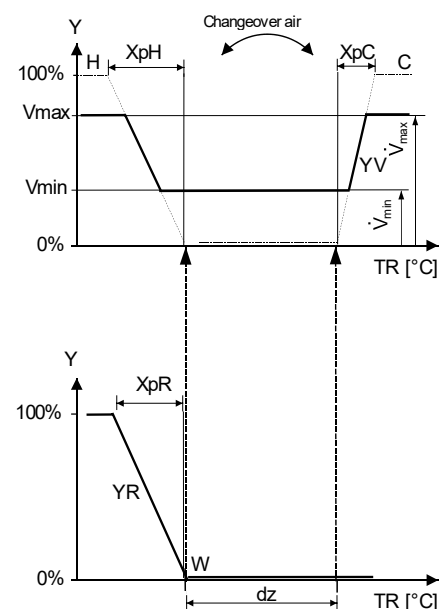 Changeover air
Y
XpH
XpC
100%
H
C
Vmax
YV
V̇max
Vmin
V̇min
0%
TR [°C]
Y
XpR
100%
YR
W
0%
dz
TR [°C]